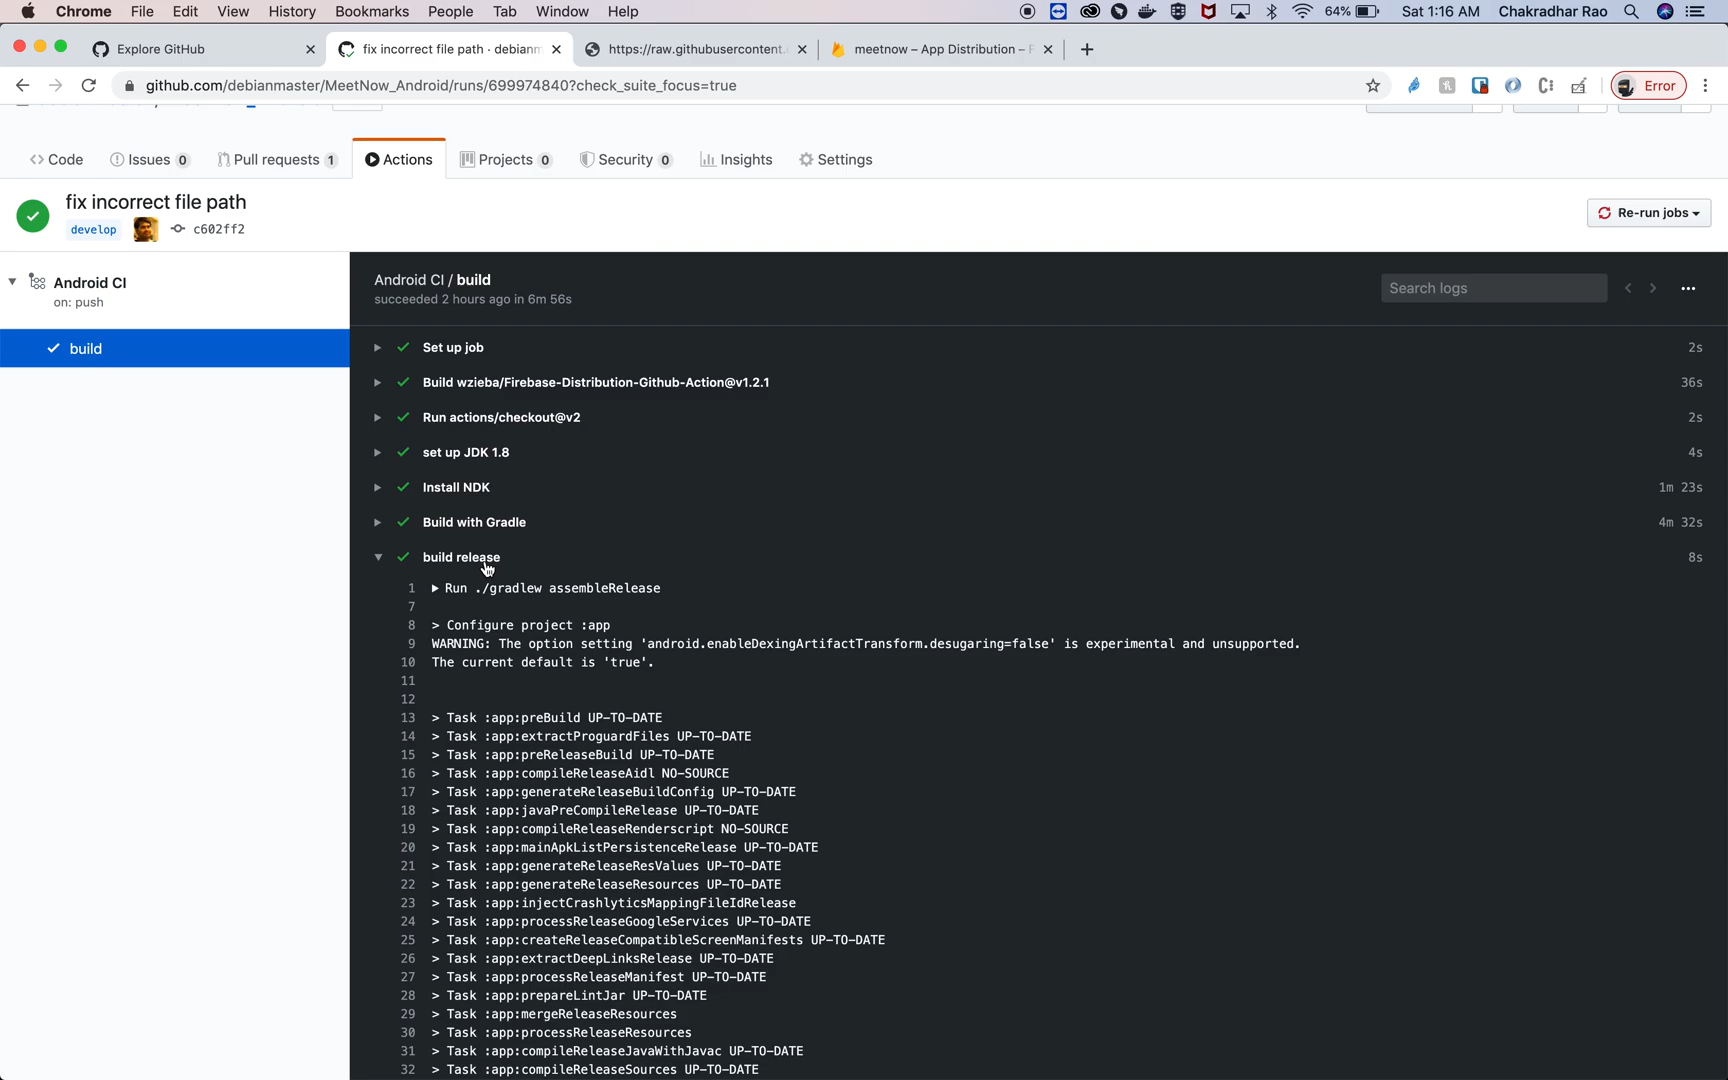 Chrome File Edit View History Bookmarks People Tab Window Help 64% Sat 1:16 AM Chakradhar Rao
Explore GitHub fix incorrect file path · debianm https://raw.githubusercontent. meetnow – App Distribution – F
github.com/debianmaster/MeetNow_Android/runs/699974840?check_suite_focus=true Error
Code Issues 0 Pull requests 1 Actions Projects 0 Security 0 Insights Settings
fix incorrect file path
develop c602ff2
Re-run jobs
Android CI
on: push
build
Android CI / build
succeeded 2 hours ago in 6m 56s
Search logs
Set up job 2s
Build wzieba/Firebase-Distribution-Github-Action@v1.2.1 36s
Run actions/checkout@v2 2s
set up JDK 1.8 4s
Install NDK 1m 23s
Build with Gradle 4m 32s
build release 8s
1 ▶ Run ./gradlew assembleRelease
7
8 > Configure project :app
9 WARNING: The option setting 'android.enableDexingArtifactTransform.desugaring=false' is experimental and unsupported.
10 The current default is 'true'.
11
12
13 > Task :app:preBuild UP-TO-DATE
14 > Task :app:extractProguardFiles UP-TO-DATE
15 > Task :app:preReleaseBuild UP-TO-DATE
16 > Task :app:compileReleaseAidl NO-SOURCE
17 > Task :app:generateReleaseBuildConfig UP-TO-DATE
18 > Task :app:javaPreCompileRelease UP-TO-DATE
19 > Task :app:compileReleaseRenderscript NO-SOURCE
20 > Task :app:mainApkListPersistenceRelease UP-TO-DATE
21 > Task :app:generateReleaseResValues UP-TO-DATE
22 > Task :app:generateReleaseResources UP-TO-DATE
23 > Task :app:injectCrashlyticsMappingFileIdRelease
24 > Task :app:processReleaseGoogleServices UP-TO-DATE
25 > Task :app:createReleaseCompatibleScreenManifests UP-TO-DATE
26 > Task :app:extractDeepLinksRelease UP-TO-DATE
27 > Task :app:processReleaseManifest UP-TO-DATE
28 > Task :app:prepareLintJar UP-TO-DATE
29 > Task :app:mergeReleaseResources
30 > Task :app:processReleaseResources
31 > Task :app:compileReleaseJavaWithJavac UP-TO-DATE
32 > Task :app:compileReleaseSources UP-TO-DATE